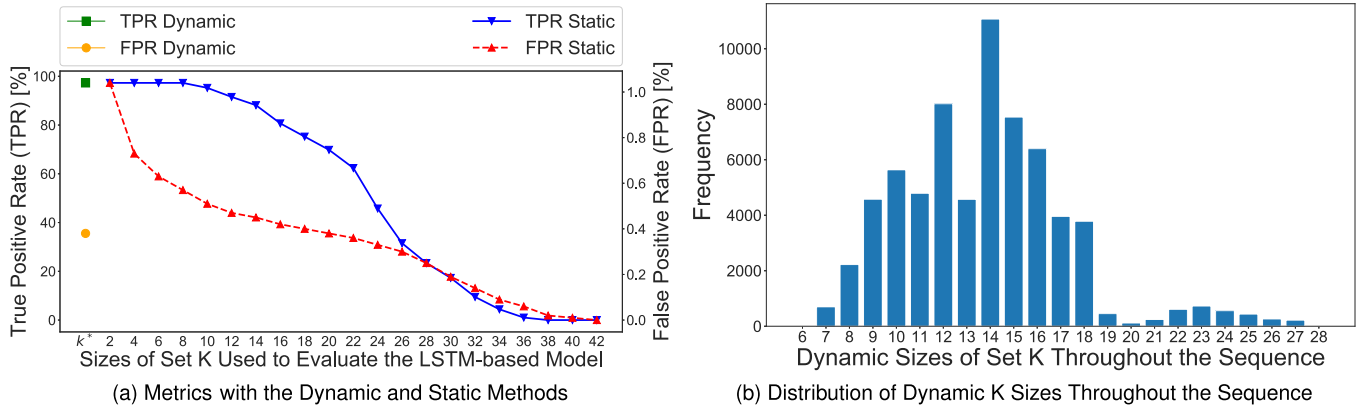 TPR Dynamic TPR Static
FPR Dynamic FPR Static
True Positive Rate (TPR) [%]
100
80
60
40
20
0
False Positive Rate (FPR) [%]
1.0
0.8
0.6
0.4
0.2
0.0
k* 2 4 6 8 10 12 14 16 18 20 22 24 26 28 30 32 34 36 38 40 42
Sizes of Set K Used to Evaluate the LSTM-based Model
(a) Metrics with the Dynamic and Static Methods
Frequency
10000
8000
6000
4000
2000
0
6 7 8 9 10 11 12 13 14 15 16 17 18 19 20 21 22 23 24 25 26 27 28
Dynamic Sizes of Set K Throughout the Sequence
(b) Distribution of Dynamic K Sizes Throughout the Sequence